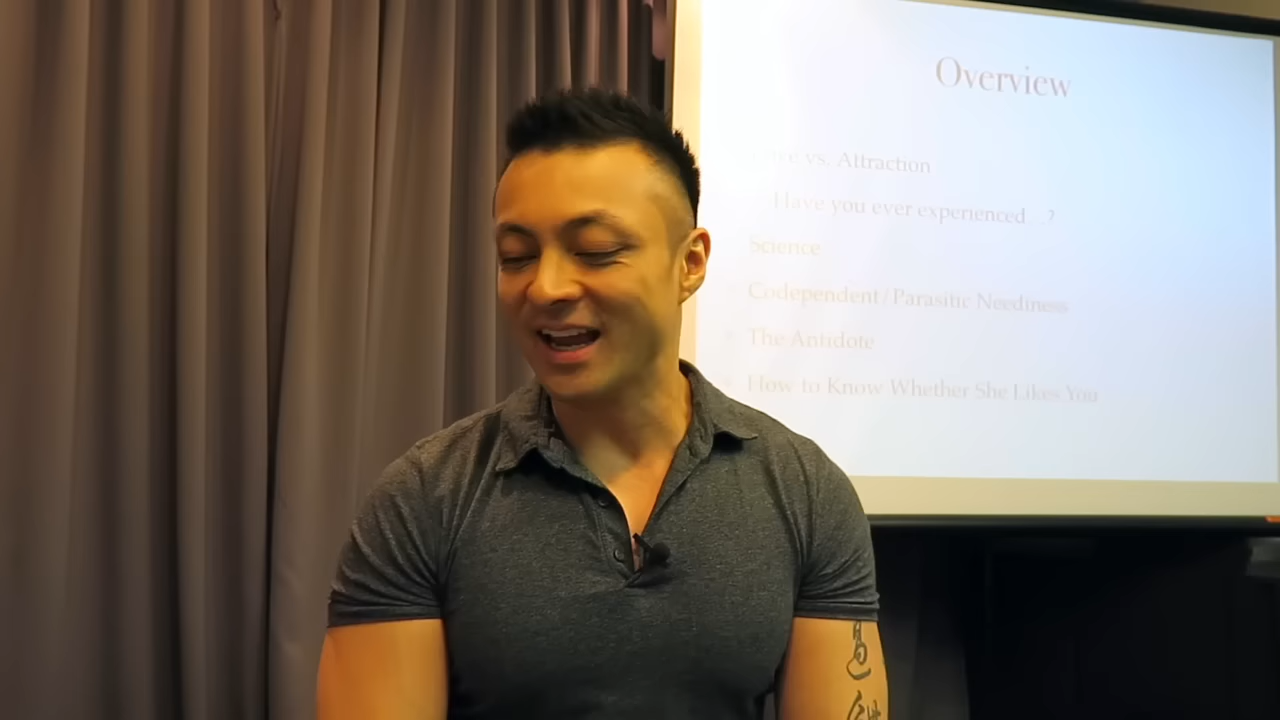 Overview
vs. Attraction
Have you ever experienced ...?
Science
Codependent / Parasitic Neediness
The Antidote
How to Know Whether She Likes You